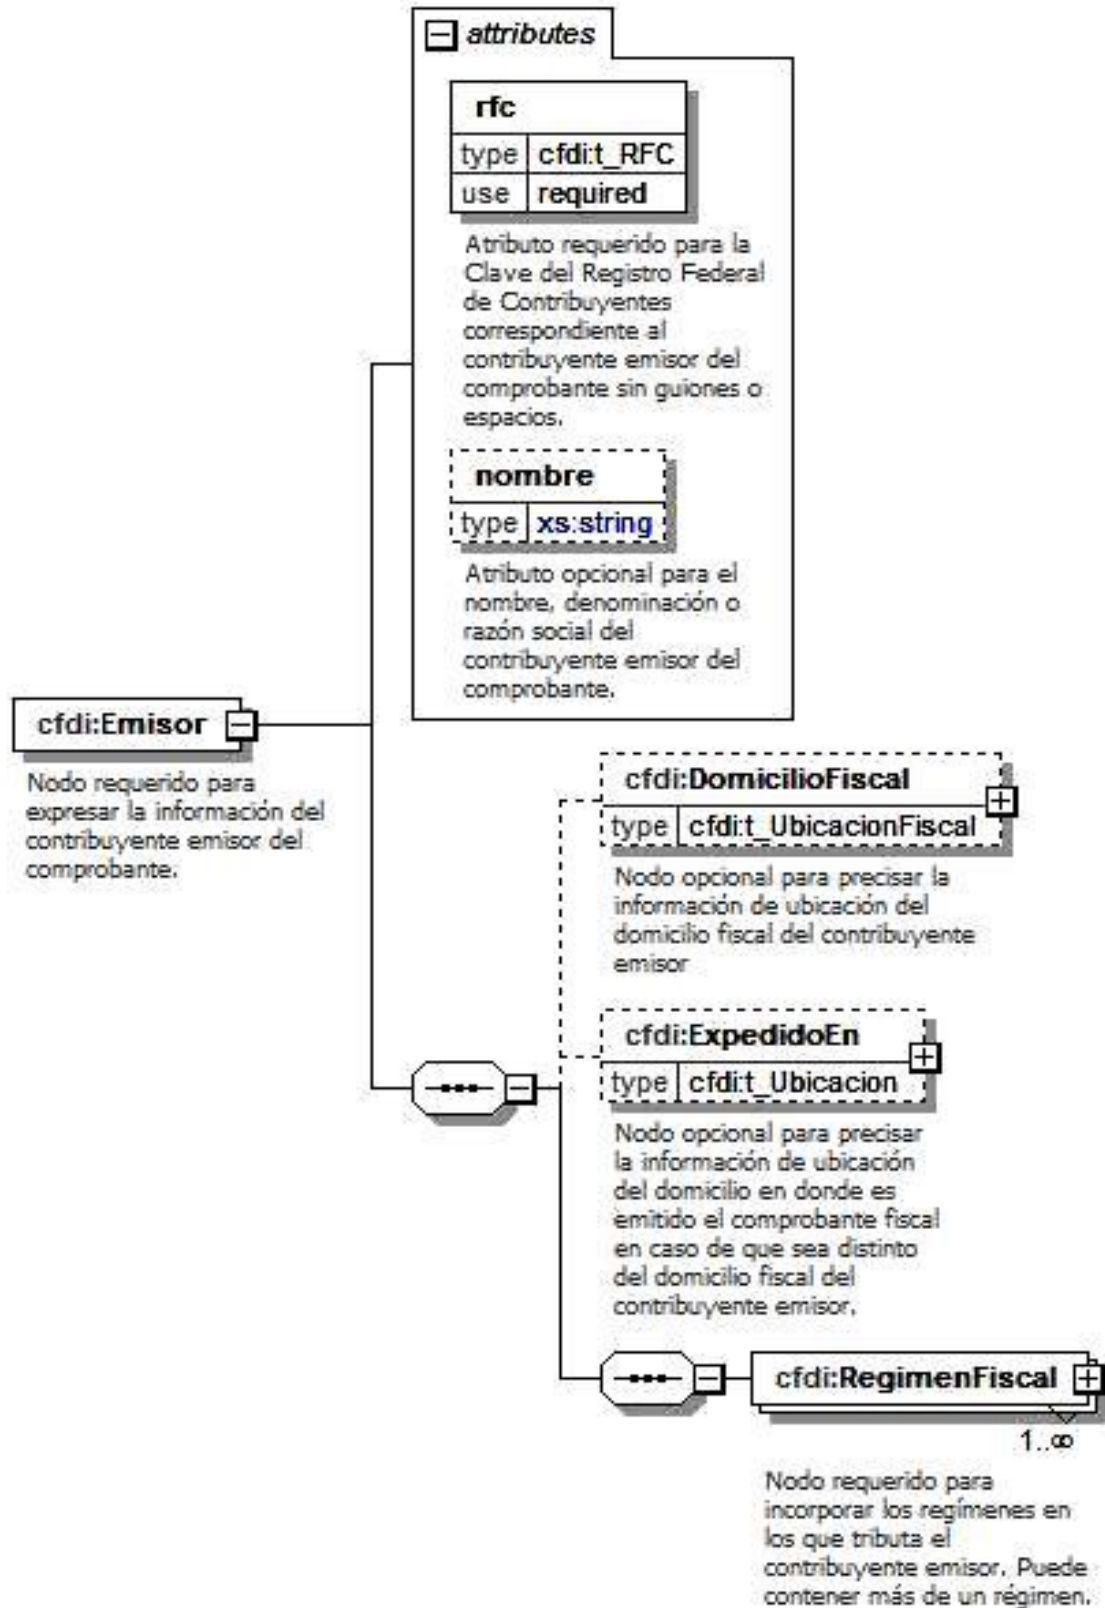 attributes
rfc
type cfdi:t_RFC
use required
Atributo requerido para la
Clave del Registro Federal
de Contribuyentes
correspondiente al
contribuyente emisor del
comprobante sin guiones o
espacios.
nombre
type xs:string
Atributo opcional para el
nombre, denominación o
razón social del
contribuyente emisor del
comprobante.
cfdi:Emisor
Nodo requerido para
expresar la información del
contribuyente emisor del
comprobante.
cfdi:DomicilioFiscal
type cfdi:t_UbicacionFiscal
Nodo opcional para precisar la
información de ubicación del
domicilio fiscal del contribuyente
emisor
cfdi:ExpedidoEn
type cfdi:t_Ubicacion
Nodo opcional para precisar
la información de ubicación
del domicilio en donde es
emitido el comprobante fiscal
en caso de que sea distinto
del domicilio fiscal del
contribuyente emisor.
cfdi:RegimenFiscal
1..∞
Nodo requerido para
incorporar los regímenes en
los que tributa el
contribuyente emisor. Puede
contener más de un régimen.